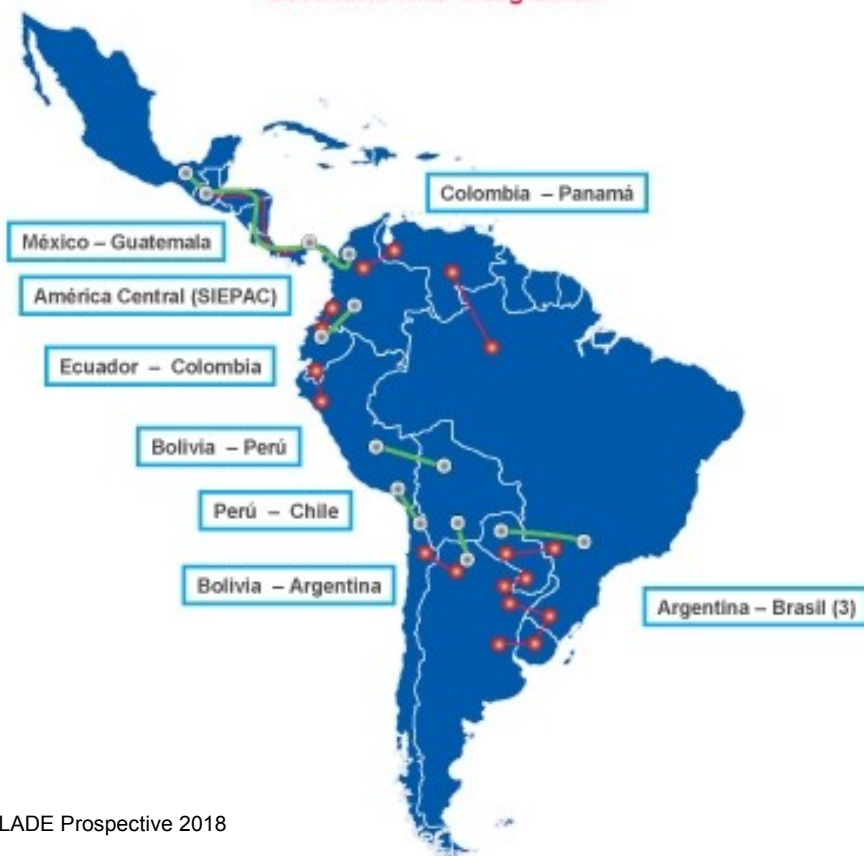 Colombia – Panamá
México – Guatemala
América Central (SIEPAC)
Ecuador – Colombia
Bolivia – Perú
Perú – Chile
Bolivia – Argentina
Argentina – Brasil (3)
LADE Prospective 2018